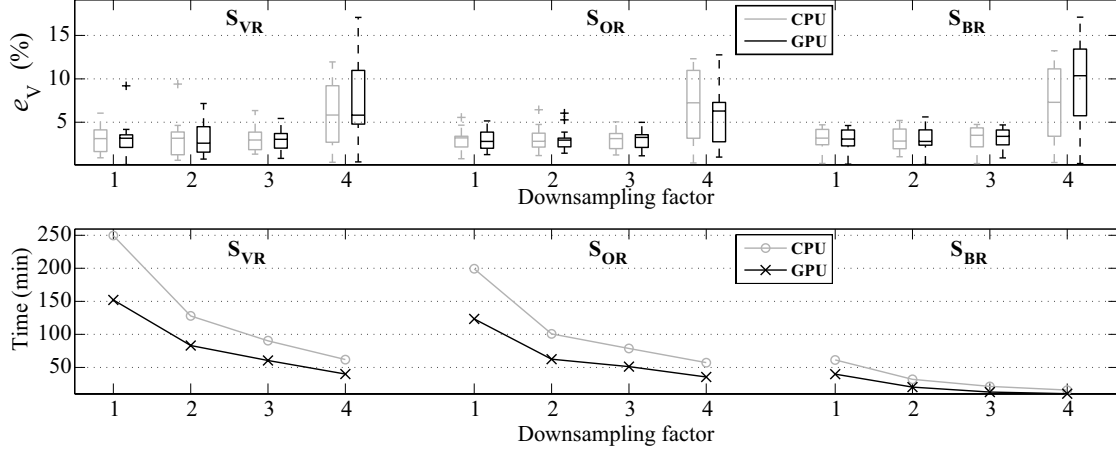 S_VR S_OR S_BR
CPU
GPU
e_V (%)
15
10
5
1 2 3 4 1 2 3 4 1 2 3 4
Downsampling factor
S_VR S_OR S_BR
CPU
GPU
Time (min)
250
200
150
100
50
1 2 3 4 1 2 3 4 1 2 3 4
Downsampling factor